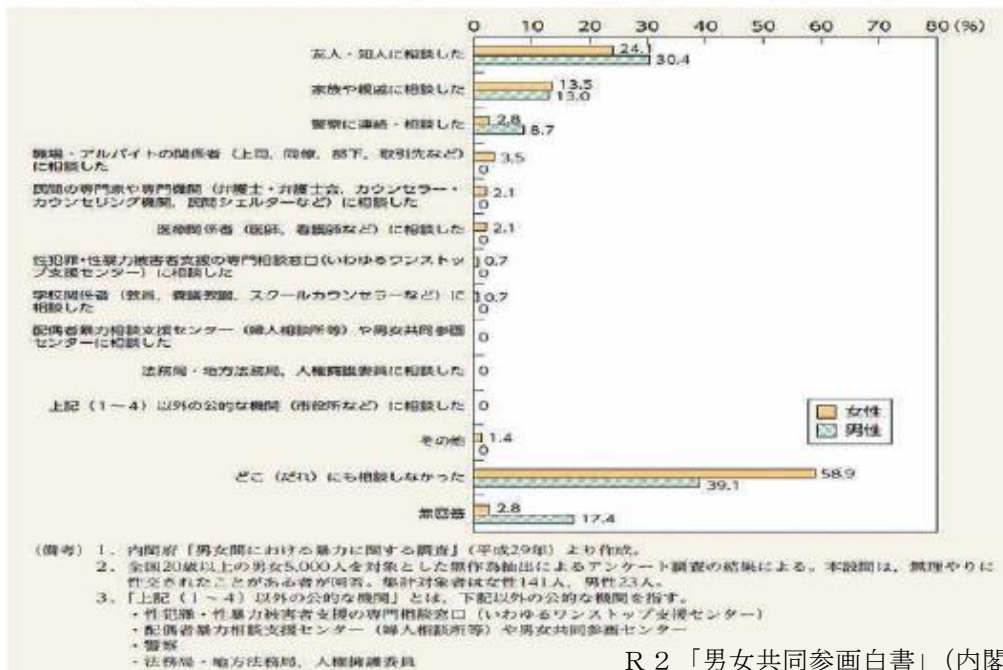 0 10 20 30 40 50 60 70 80 (%)
友人・知人に相談した
24.1
30.4
家族や親戚に相談した
13.5
13.0
警察に連絡・相談した
2.8
8.7
職場・アルバイトの関係者(上司、同僚、部下、取引先など)
に相談した
3.5
0
民間の専門家や専門機関(弁護士・弁護士会、カウンセラー・
カウンセリング機関、民間シェルターなど)に相談した
2.1
0
医療関係者(医師、看護師など)に相談した
2.1
0
性犯罪・性暴力被害者支援の専門相談窓口(いわゆるワンストッ
プ支援センター)に相談した
0.7
0
学校関係者(教員、養護教諭、スクールカウンセラーなど)に
相談した
0.7
0
配偶者暴力相談支援センター(婦人相談所等)や男女共同参画
センターに相談した
0
法務局・地方法務局、人権擁護委員に相談した
0
上記(1~4)以外の公的な機関(市役所など)に相談した
0
その他
1.4
0
どこ(だれ)にも相談しなかった
58.9
39.1
無回答
2.8
17.4
女性
男性
(備考) 1.内閣府「男女間における暴力に関する調査」(平成29年)より作成。
2.全国20歳以上の男女5,000人を対象とした無作為抽出によるアンケート調査の結果による。本設問は、無理やりに
性交されたことがある者が回答。集計対象者は女性141人、男性23人。
3.「上記(1~4)以外の公的な機関」とは、下記以外の公的な機関を指す。
・性犯罪・性暴力被害者支援の専門相談窓口(いわゆるワンストップ支援センター)
・配偶者暴力相談支援センター(婦人相談所等)や男女共同参画センター
・警察
・法務局・地方法務局、人権擁護委員
R2「男女共同参画白書」(内閣